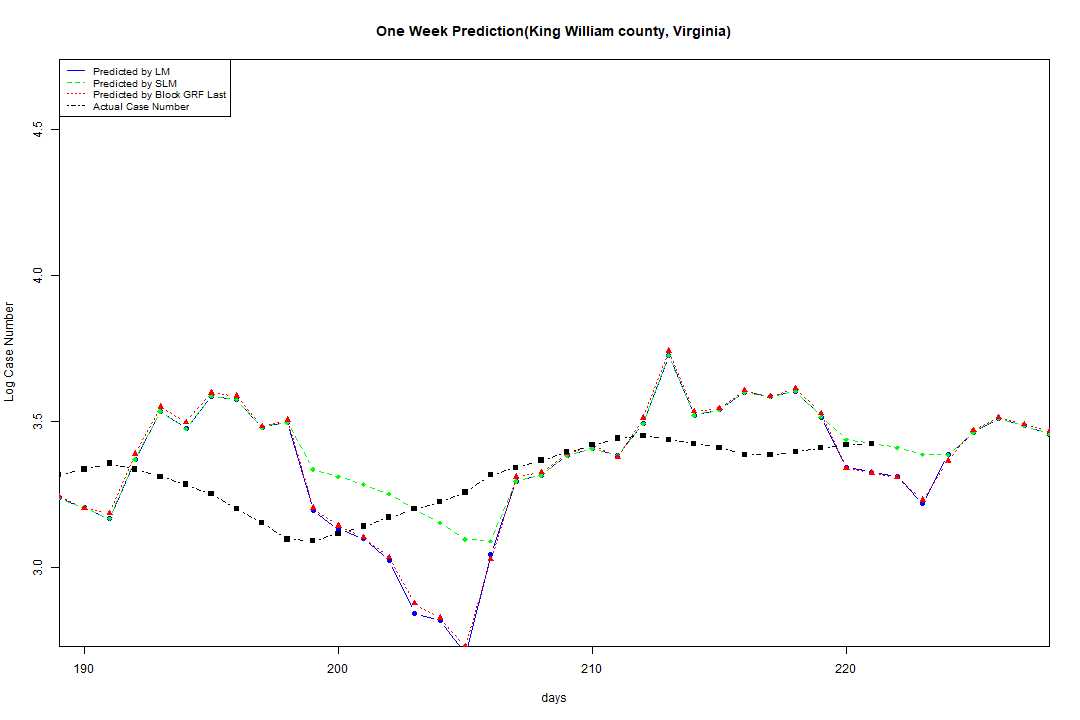 One Week Prediction(King William county, Virginia)
Predicted by LM
Predicted by SLM
Predicted by Block GRF Last
Actual Case Number
4.5
4.0
3.5
3.0
Log Case Number
190 200 210 220
days